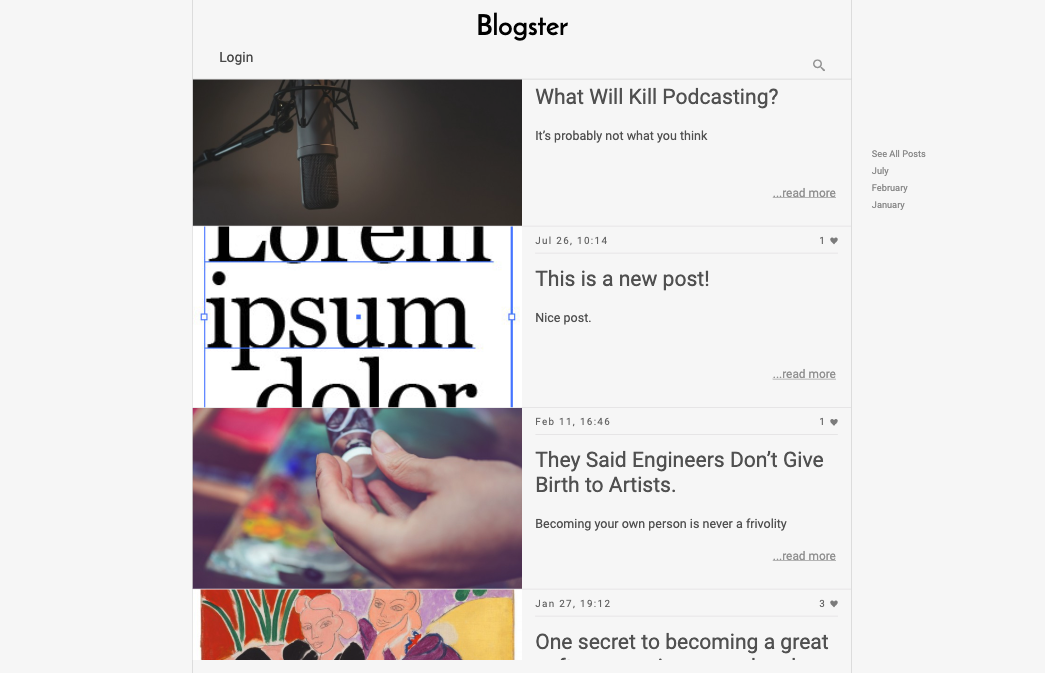 Blogster
Login
What Will Kill Podcasting?
It's probably not what you think
...read more
See All Posts
July
February
January
Lorem
ipsum
dolor
Jul 26, 10:14 1
This is a new post!
Nice post.
...read more
Feb 11, 16:46 1
They Said Engineers Don't Give
Birth to Artists.
Becoming your own person is never a frivolity
...read more
Jan 27, 19:12 3
One secret to becoming a great